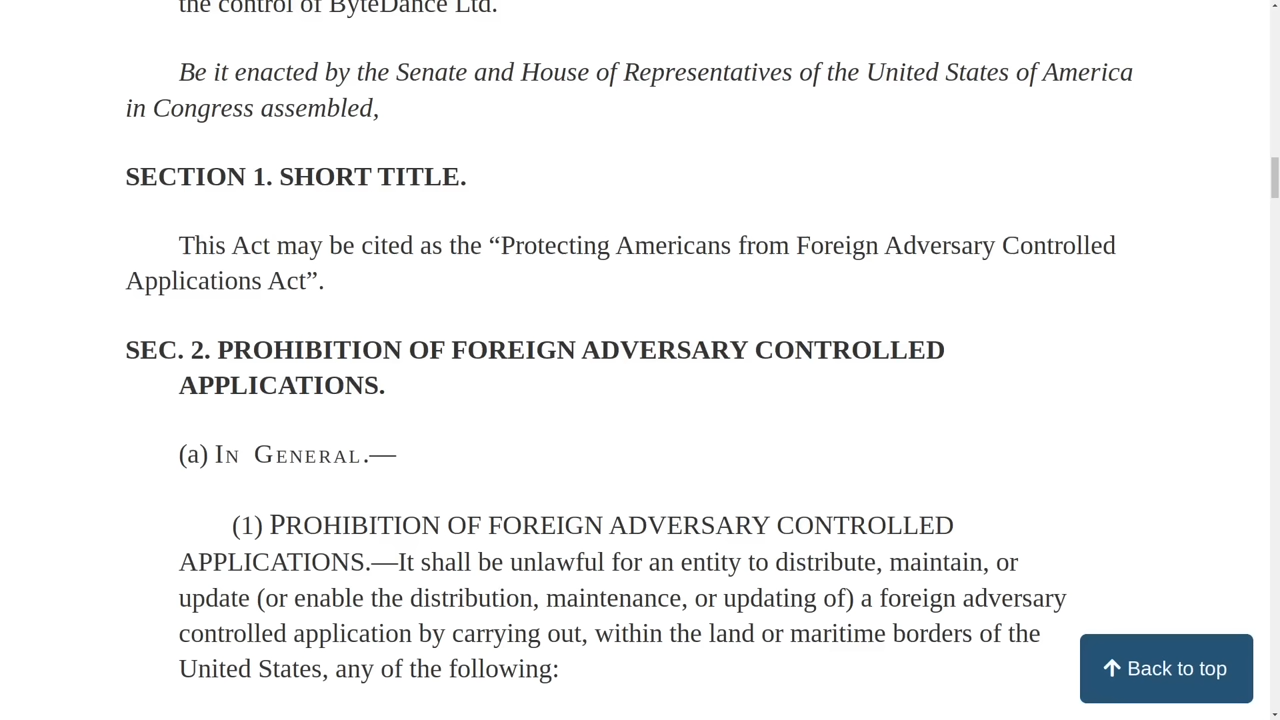 the control of ByteDance Ltd.
Be it enacted by the Senate and House of Representatives of the United States of America
in Congress assembled,
SECTION 1. SHORT TITLE.
This Act may be cited as the “Protecting Americans from Foreign Adversary Controlled
Applications Act”.
SEC. 2. PROHIBITION OF FOREIGN ADVERSARY CONTROLLED
APPLICATIONS.
(a) IN GENERAL.—
(1) PROHIBITION OF FOREIGN ADVERSARY CONTROLLED
APPLICATIONS.—It shall be unlawful for an entity to distribute, maintain, or
update (or enable the distribution, maintenance, or updating of) a foreign adversary
controlled application by carrying out, within the land or maritime borders of the
United States, any of the following:
Back to top